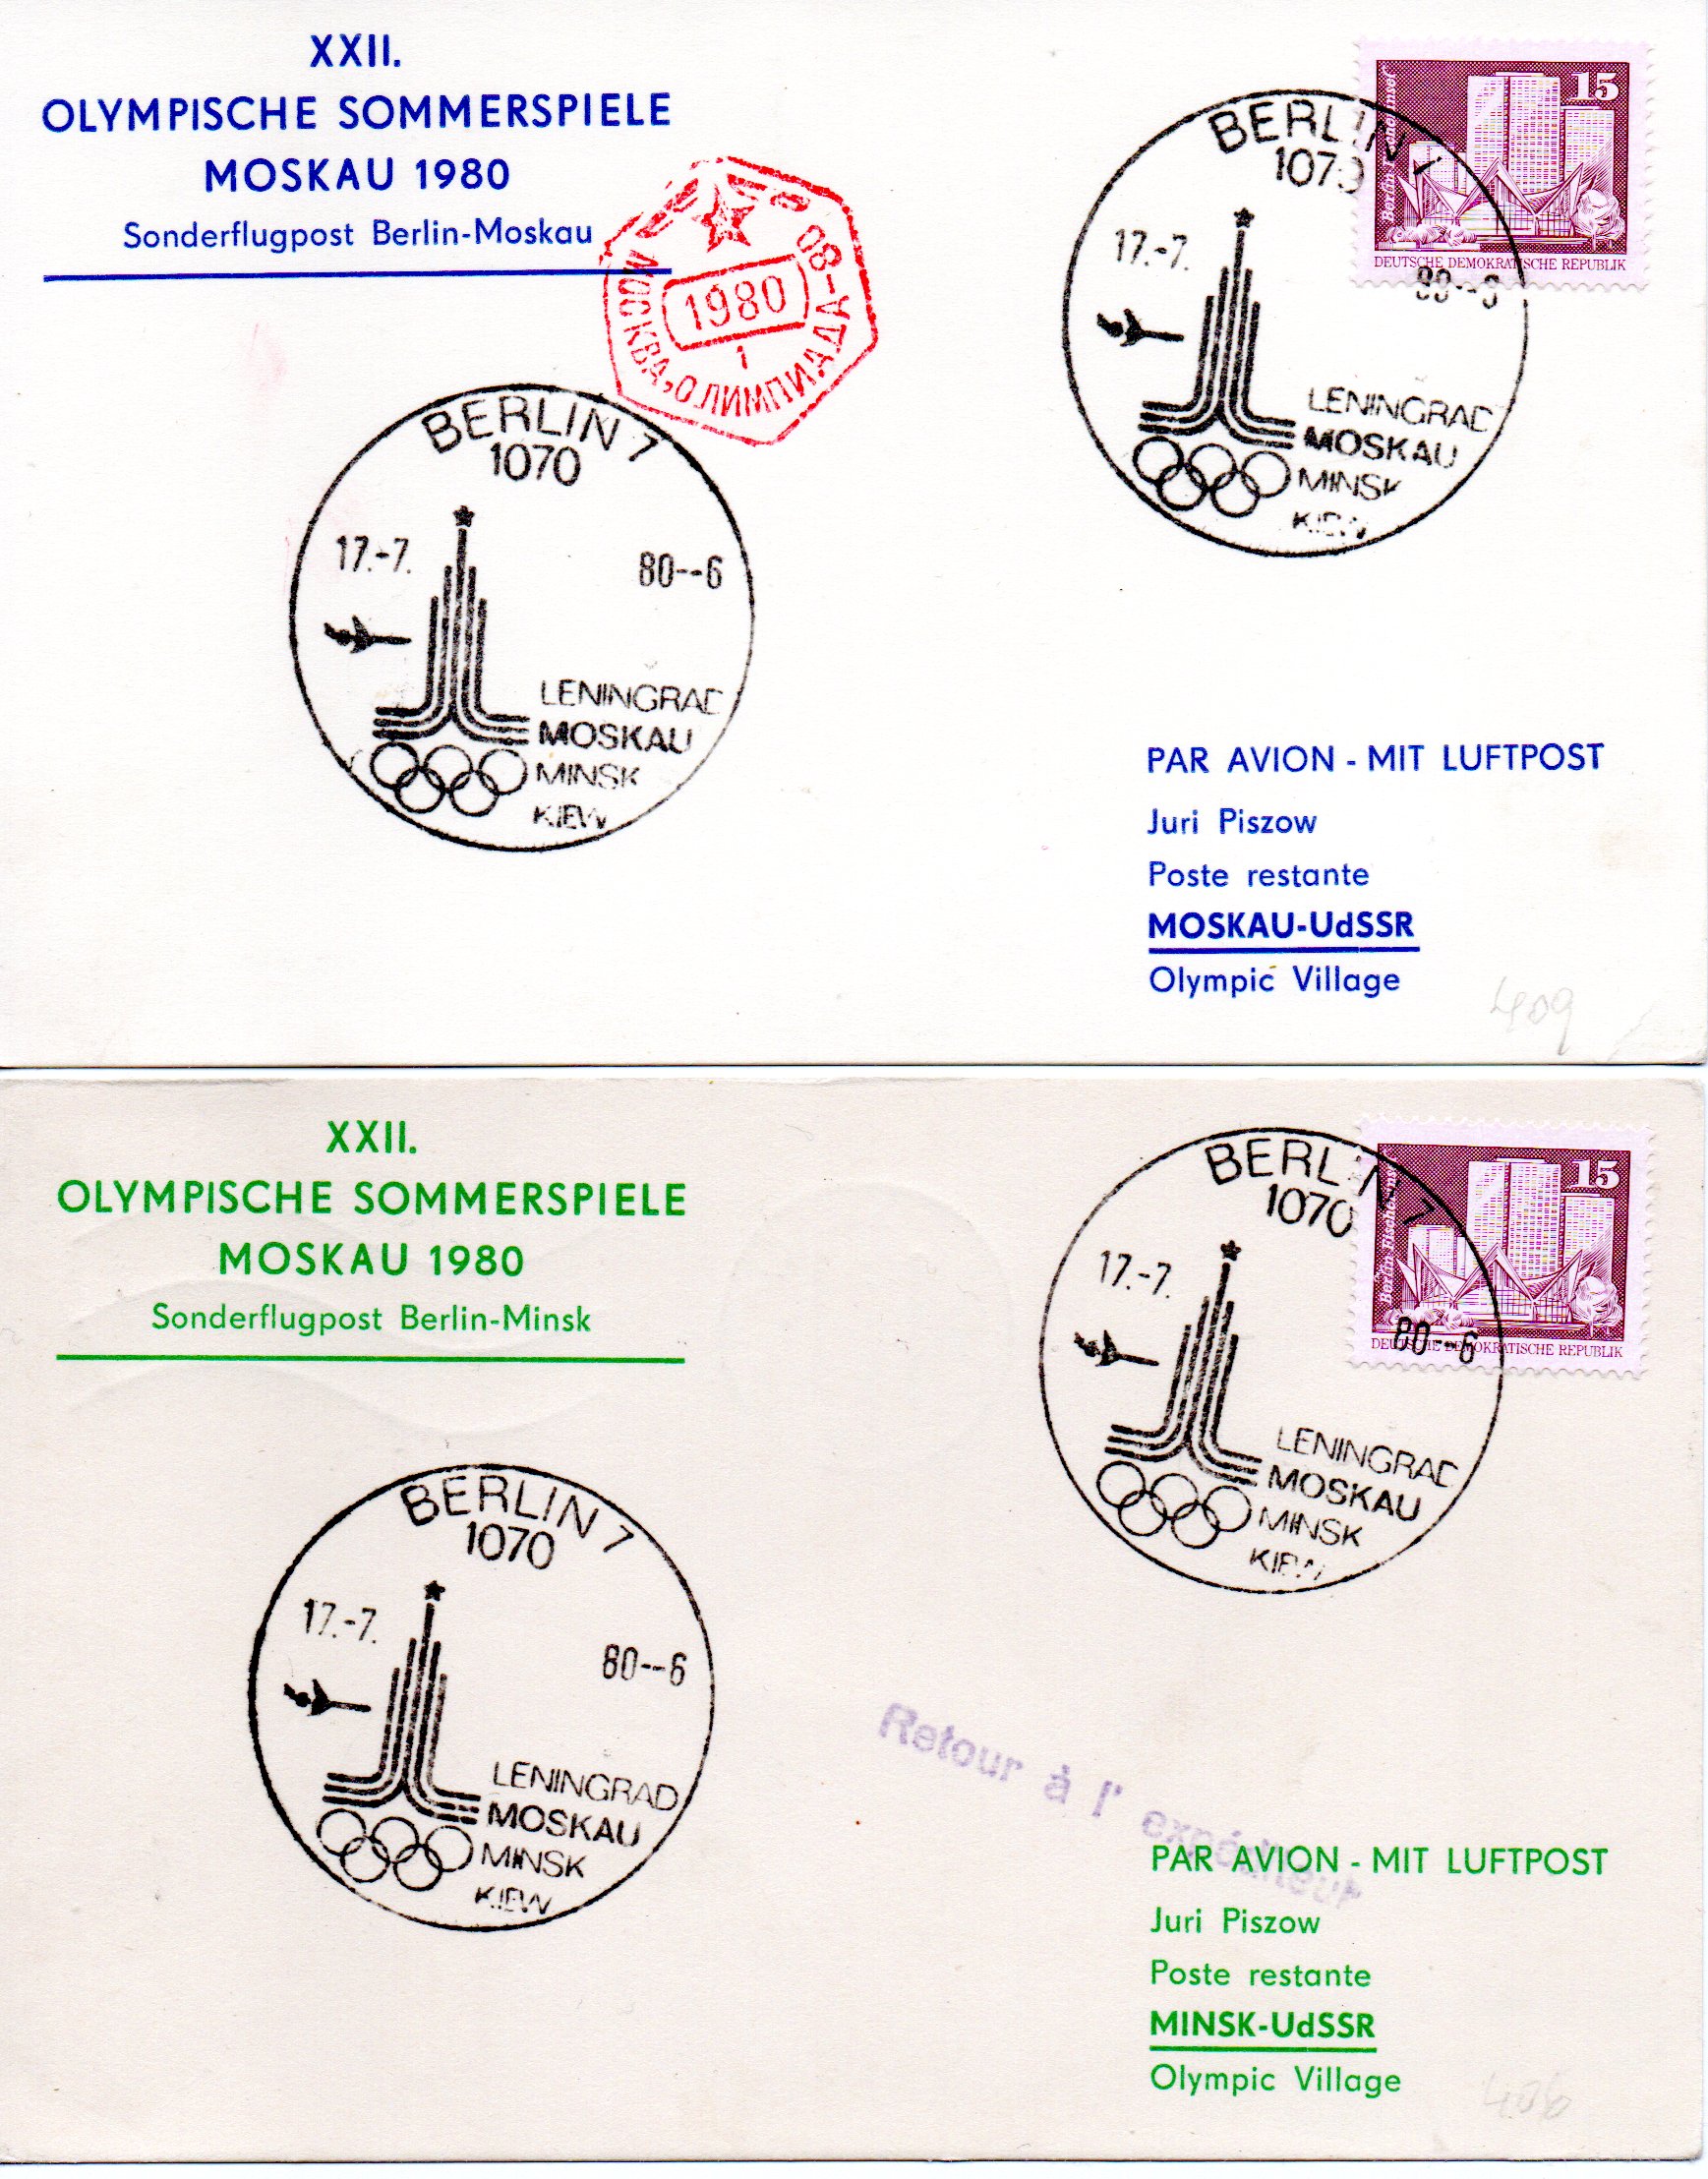 XXII.
OLYMPISCHE SOMMERSPIELE
MOSKAU 1980
Sonderflugpost Berlin-Moskau
МОСКВА, ОЛИМПИАДА-80
1980
BERLIN 7
1070
17.-7.
80--6
LENINGRAD
MOSKAU
MINSK
KIEW
15
DEUTSCHE DEMOKRATISCHE REPUBLIK
BERLIN 7
1070
17.-7.
LENINGRAD
MOSKAU
MINSK
KIEW
PAR AVION - MIT LUFTPOST
Juri Piszow
Poste restante
MOSKAU-UdSSR
Olympic Village
409
XXII.
OLYMPISCHE SOMMERSPIELE
MOSKAU 1980
Sonderflugpost Berlin-Minsk
BERLIN 7
1070
17.-7.
80--6
LENINGRAD
MOSKAU
MINSK
KIEW
15
Berlin Fischerinsel
DEUTSCHE DEMOKRATISCHE REPUBLIK
BERLIN 7
1070
17.-7.
80--6
LENINGRAD
MOSKAU
MINSK
KIEW
Retour à l' expéditeur
PAR AVION - MIT LUFTPOST
Juri Piszow
Poste restante
MINSK-UdSSR
Olympic Village
406